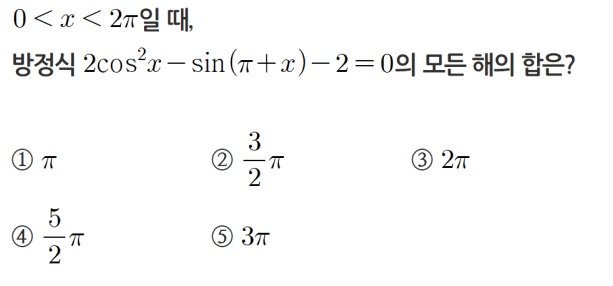 0 < x < 2π일 때,
방정식 2cos²x − sin(π+x) − 2 = 0의 모든 해의 합은?
① π ② 3/2 π ③ 2π
④ 5/2 π ⑤ 3π